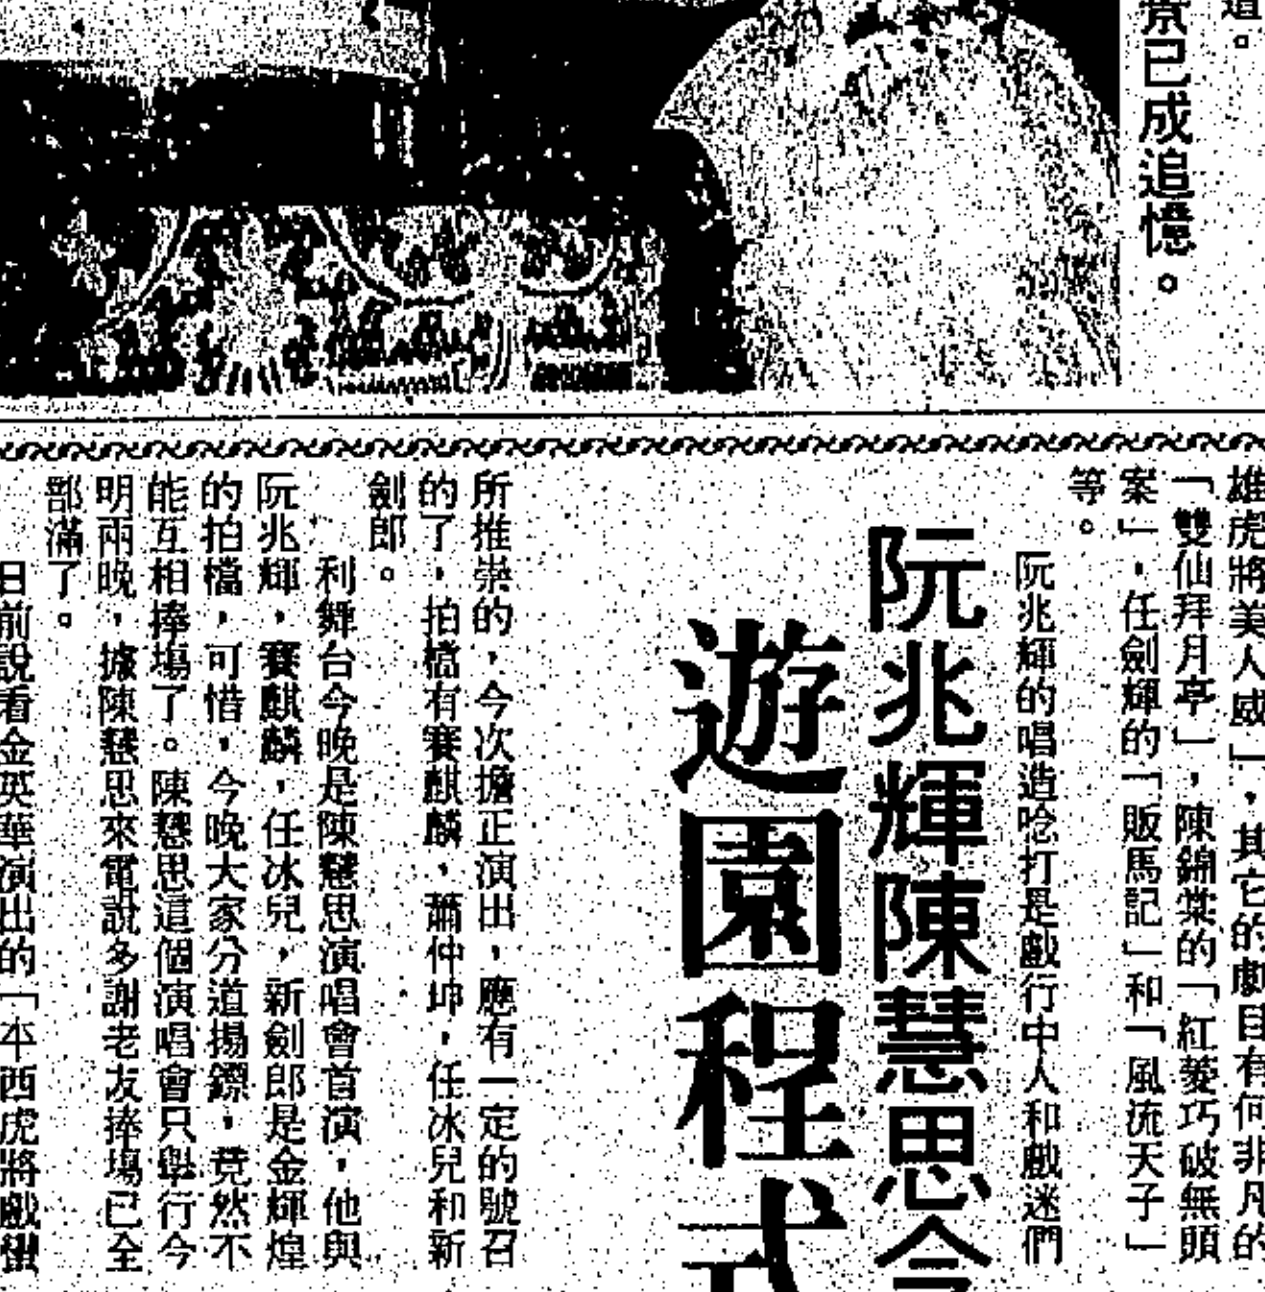 道。
景已成追憶。
雄虎將美人威」，其它的劇目有何非凡的
「雙仙拜月亭」，陳錦棠的「紅菱巧破無頭
案」，任劍輝的「販馬記」和「風流天子」
等。
阮兆輝的唱造唸打是戲行中人和戲迷們
阮兆輝陳慧思今
遊園程式
所推崇的，今次擔正演出，應有一定的號召
的了，拍檔有賽麒麟，蕭仲坤，任冰兒和新
劍郎。
利舞台今晚是陳慧思演唱會首演，他與
阮兆輝，賽麒麟，任冰兒，新劍郎是金輝煌
的拍檔，可惜，今晚大家分道揚鑣，竟然不
能互相捧塲了。陳慧思這個演唱會只舉行今
明兩晚，據陳慧思來電說多謝老友捧塲已全
部滿了。
日前說看金英華演出的「平西虎將戲蠻